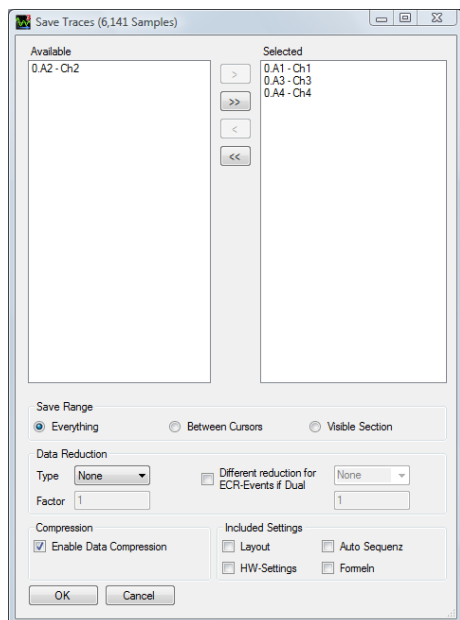 Save Traces (6,141 Samples)
Available
Selected
0.A2 - Ch2
0.A1 - Ch1
0.A3 - Ch3
0.A4 - Ch4
>
>>
<
<<
Save Range
Everything
Between Cursors
Visible Section
Data Reduction
Type
None
Different reduction for
ECR-Events if Dual
None
Factor
1
1
Compression
Enable Data Compression
Included Settings
Layout
Auto Sequenz
HW-Settings
Formeln
OK
Cancel